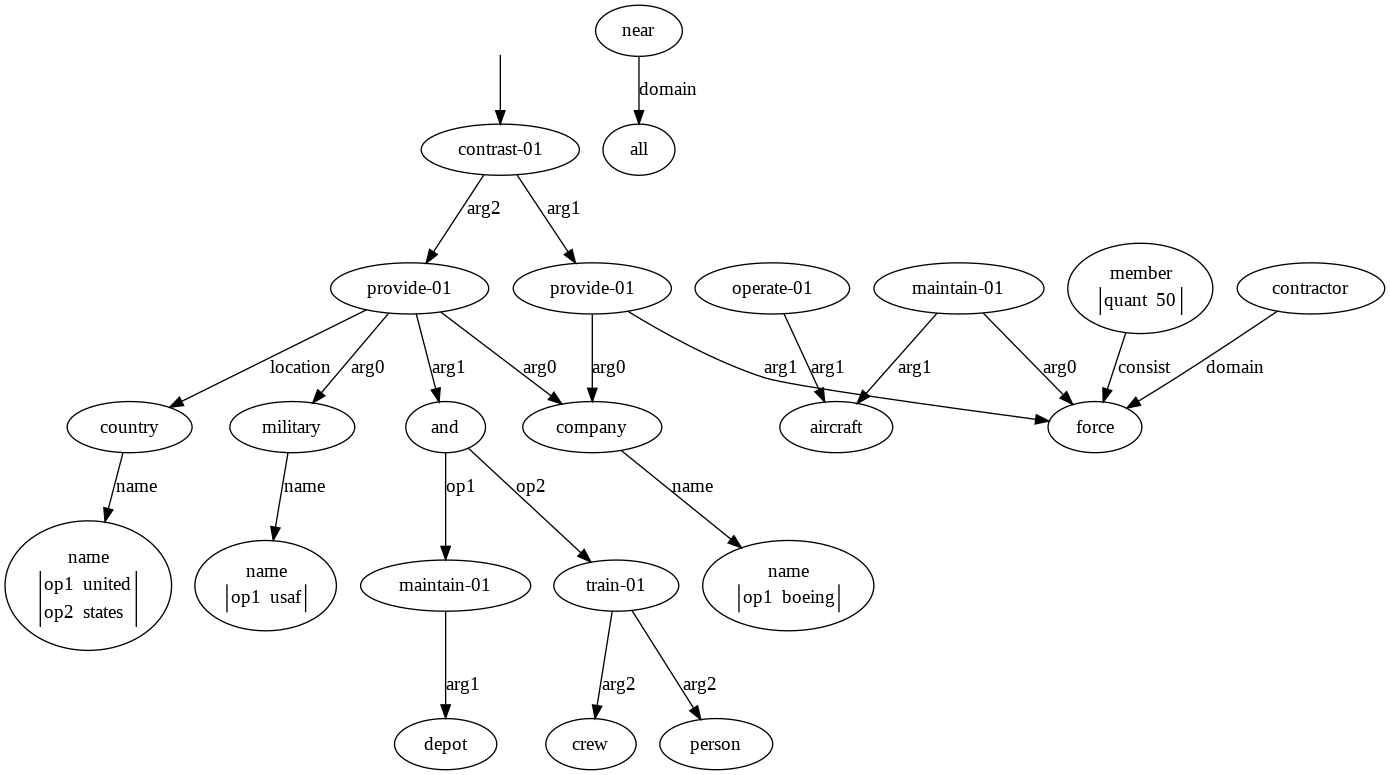 near
domain
contrast-01
all
arg2
arg1
provide-01
provide-01
operate-01
maintain-01
member
quant 50
contractor
location
arg0
arg1
arg0
arg0
arg1
arg1
arg1
arg0
consist
domain
country
military
and
company
aircraft
force
name
name
op1
op2
name
name
op1 united
op2 states
name
op1 usaf
maintain-01
train-01
name
op1 boeing
arg1
arg2
arg2
depot
crew
person